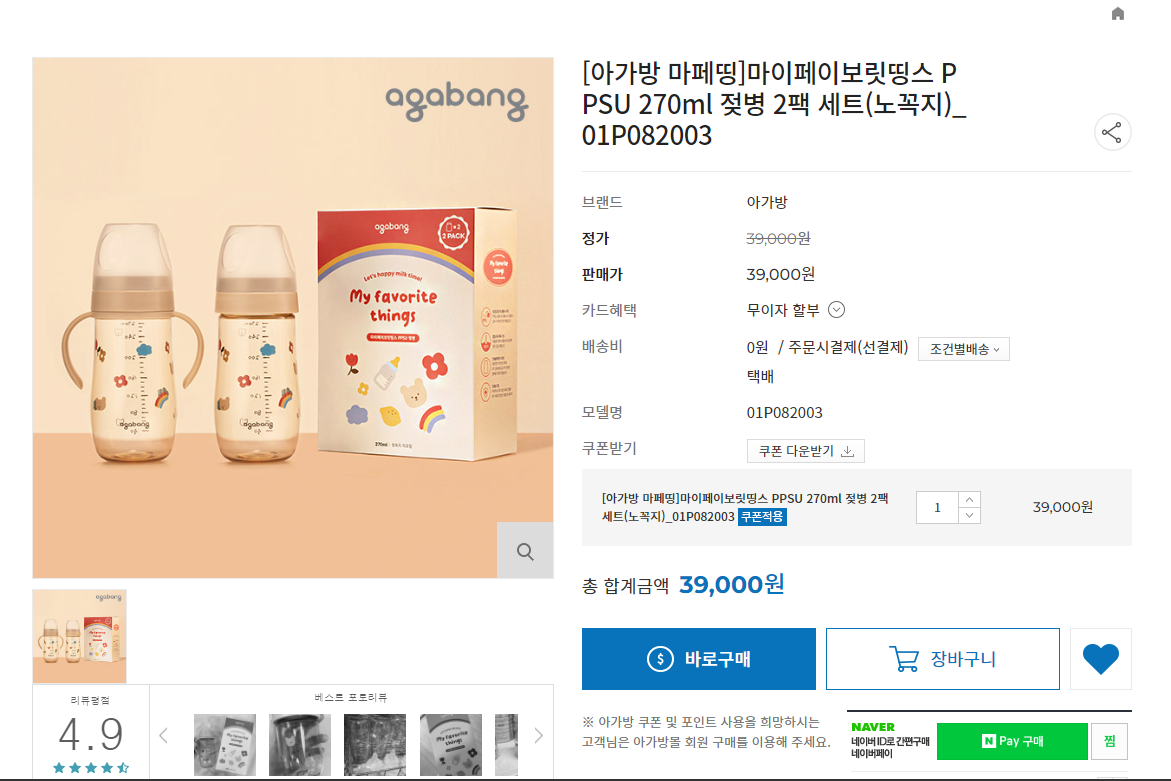 agabang
agabang
2 PACK
Let's happy milk time!
My favorite
things
마이페이보릿띵스 PPSU 젖병
270ml
agabang
agabang
[아가방 마페띵]마이페이보릿띵스 P
PSU 270ml 젖병 2팩 세트(노꼭지)_
01P082003
브랜드 아가방
정가 39,000원
판매가 39,000원
카드혜택 무이자 할부
배송비 0원 / 주문시결제(선결제) 조건별배송
택배
모델명 01P082003
쿠폰받기 쿠폰 다운받기
[아가방 마페띵]마이페이보릿띵스 PPSU 270ml 젖병 2팩
세트(노꼭지)_01P082003 쿠폰적용
1
39,000원
총 합계금액 39,000원
바로구매
장바구니
agabang
리뷰평점
4.9
베스트 포토리뷰
※ 아가방 쿠폰 및 포인트 사용을 희망하시는
고객님은 아가방몰 회원 구매를 이용해 주세요.
NAVER
네이버 ID로 간편구매
네이버페이
N Pay 구매
찜